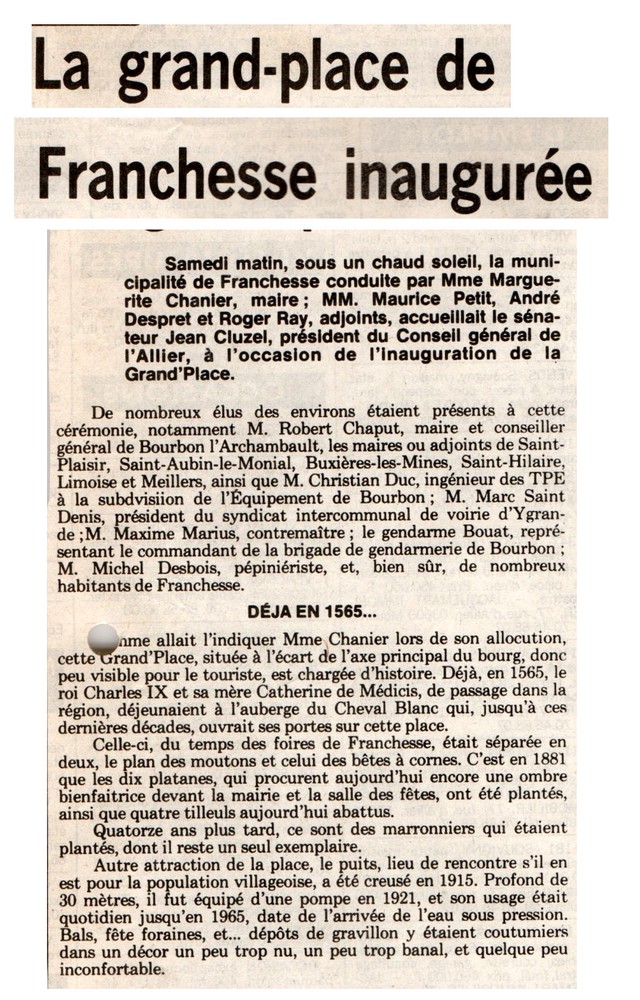 La grand-place de
Franchesse inaugurée
Samedi matin, sous un chaud soleil, la muni-
cipalité de Franchesse conduite par Mme Margue-
rite Chanier, maire ; MM. Maurice Petit, André
Despret et Roger Ray, adjoints, accueillait le séna-
teur Jean Cluzel, président du Conseil général de
l'Allier, à l'occasion de l'inauguration de la
Grand'Place.
De nombreux élus des environs étaient présents à cette
cérémonie, notamment M. Robert Chaput, maire et conseiller
général de Bourbon l'Archambault, les maires ou adjoints de Saint-
Plaisir, Saint-Aubin-le-Monial, Buxières-les-Mines, Saint-Hilaire,
Limoise et Meillers, ainsi que M. Christian Duc, ingénieur des TPE
à la subdvisiion de l'Équipement de Bourbon ; M. Marc Saint
Denis, président du syndicat intercommunal de voirie d'Ygran-
de ;M. Maxime Marius, contremaître ; le gendarme Bouat, repré-
sentant le commandant de la brigade de gendarmerie de Bourbon ;
M. Michel Desbois, pépiniériste, et, bien sûr, de nombreux
habitants de Franchesse.
DÉJA EN 1565...
mme allait l'indiquer Mme Chanier lors de son allocution,
cette Grand'Place, située à l'écart de l'axe principal du bourg, donc
peu visible pour le touriste, est chargée d'histoire. Déjà, en 1565, le
roi Charles IX et sa mère Catherine de Médicis, de passage dans la
région, déjeunaient à l'auberge du Cheval Blanc qui, jusqu'à ces
dernières décades, ouvrait ses portes sur cette place.
Celle-ci, du temps des foires de Franchesse, était séparée en
deux, le plan des moutons et celui des bêtes à cornes. C'est en 1881
que les dix platanes, qui procurent aujourd'hui encore une ombre
bienfaitrice devant la mairie et la salle des fêtes, ont été plantés,
ainsi que quatre tilleuls aujourd'hui abattus.
Quatorze ans plus tard, ce sont des marronniers qui étaient
plantés, dont il reste un seul exemplaire.
Autre attraction de la place, le puits, lieu de rencontre s'il en
est pour la population villageoise, a été creusé en 1915. Profond de
30 mètres, il fut équipé d'une pompe en 1921, et son usage était
quotidien jusqu'en 1965, date de l'arrivée de l'eau sous pression.
Bals, fête foraines, et... dépôts de gravillon y étaient coutumiers
dans un décor un peu trop nu, un peu trop banal, et quelque peu
inconfortable.